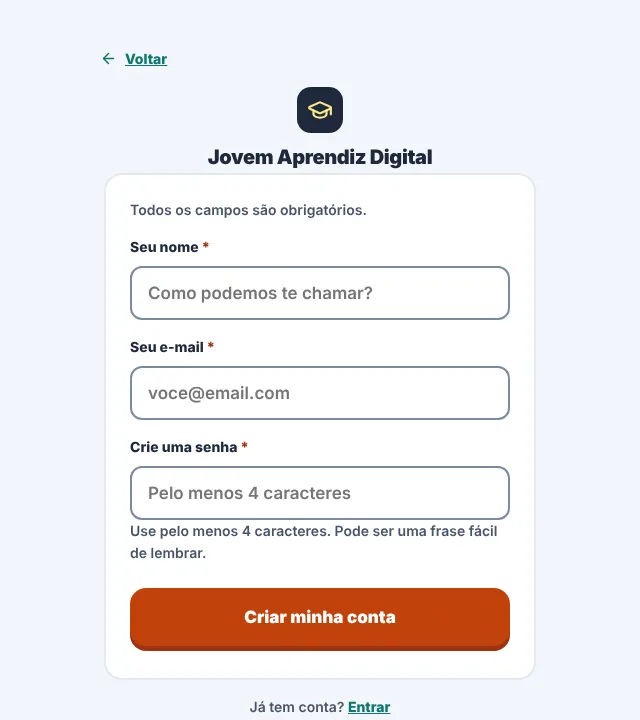 Voltar
Jovem Aprendiz Digital
Todos os campos são obrigatórios.
Seu nome *
Como podemos te chamar?
Seu e-mail *
voce@email.com
Crie uma senha *
Pelo menos 4 caracteres
Use pelo menos 4 caracteres. Pode ser uma frase fácil
de lembrar.
Criar minha conta
Já tem conta? Entrar